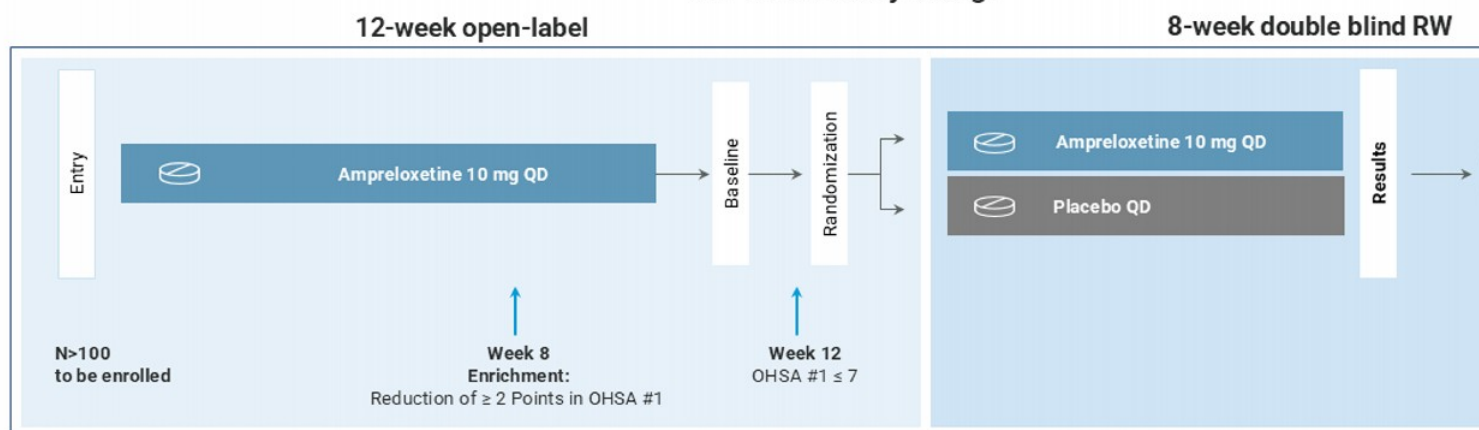 12-week open-label
8-week double blind RW
Entry
Ampreloxetine 10 mg QD
Baseline
Randomization
Ampreloxetine 10 mg QD
Placebo QD
Results
N>100
to be enrolled
Week 8
Enrichment:
Reduction of ≥ 2 Points in OHSA #1
Week 12
OHSA #1 ≤ 7